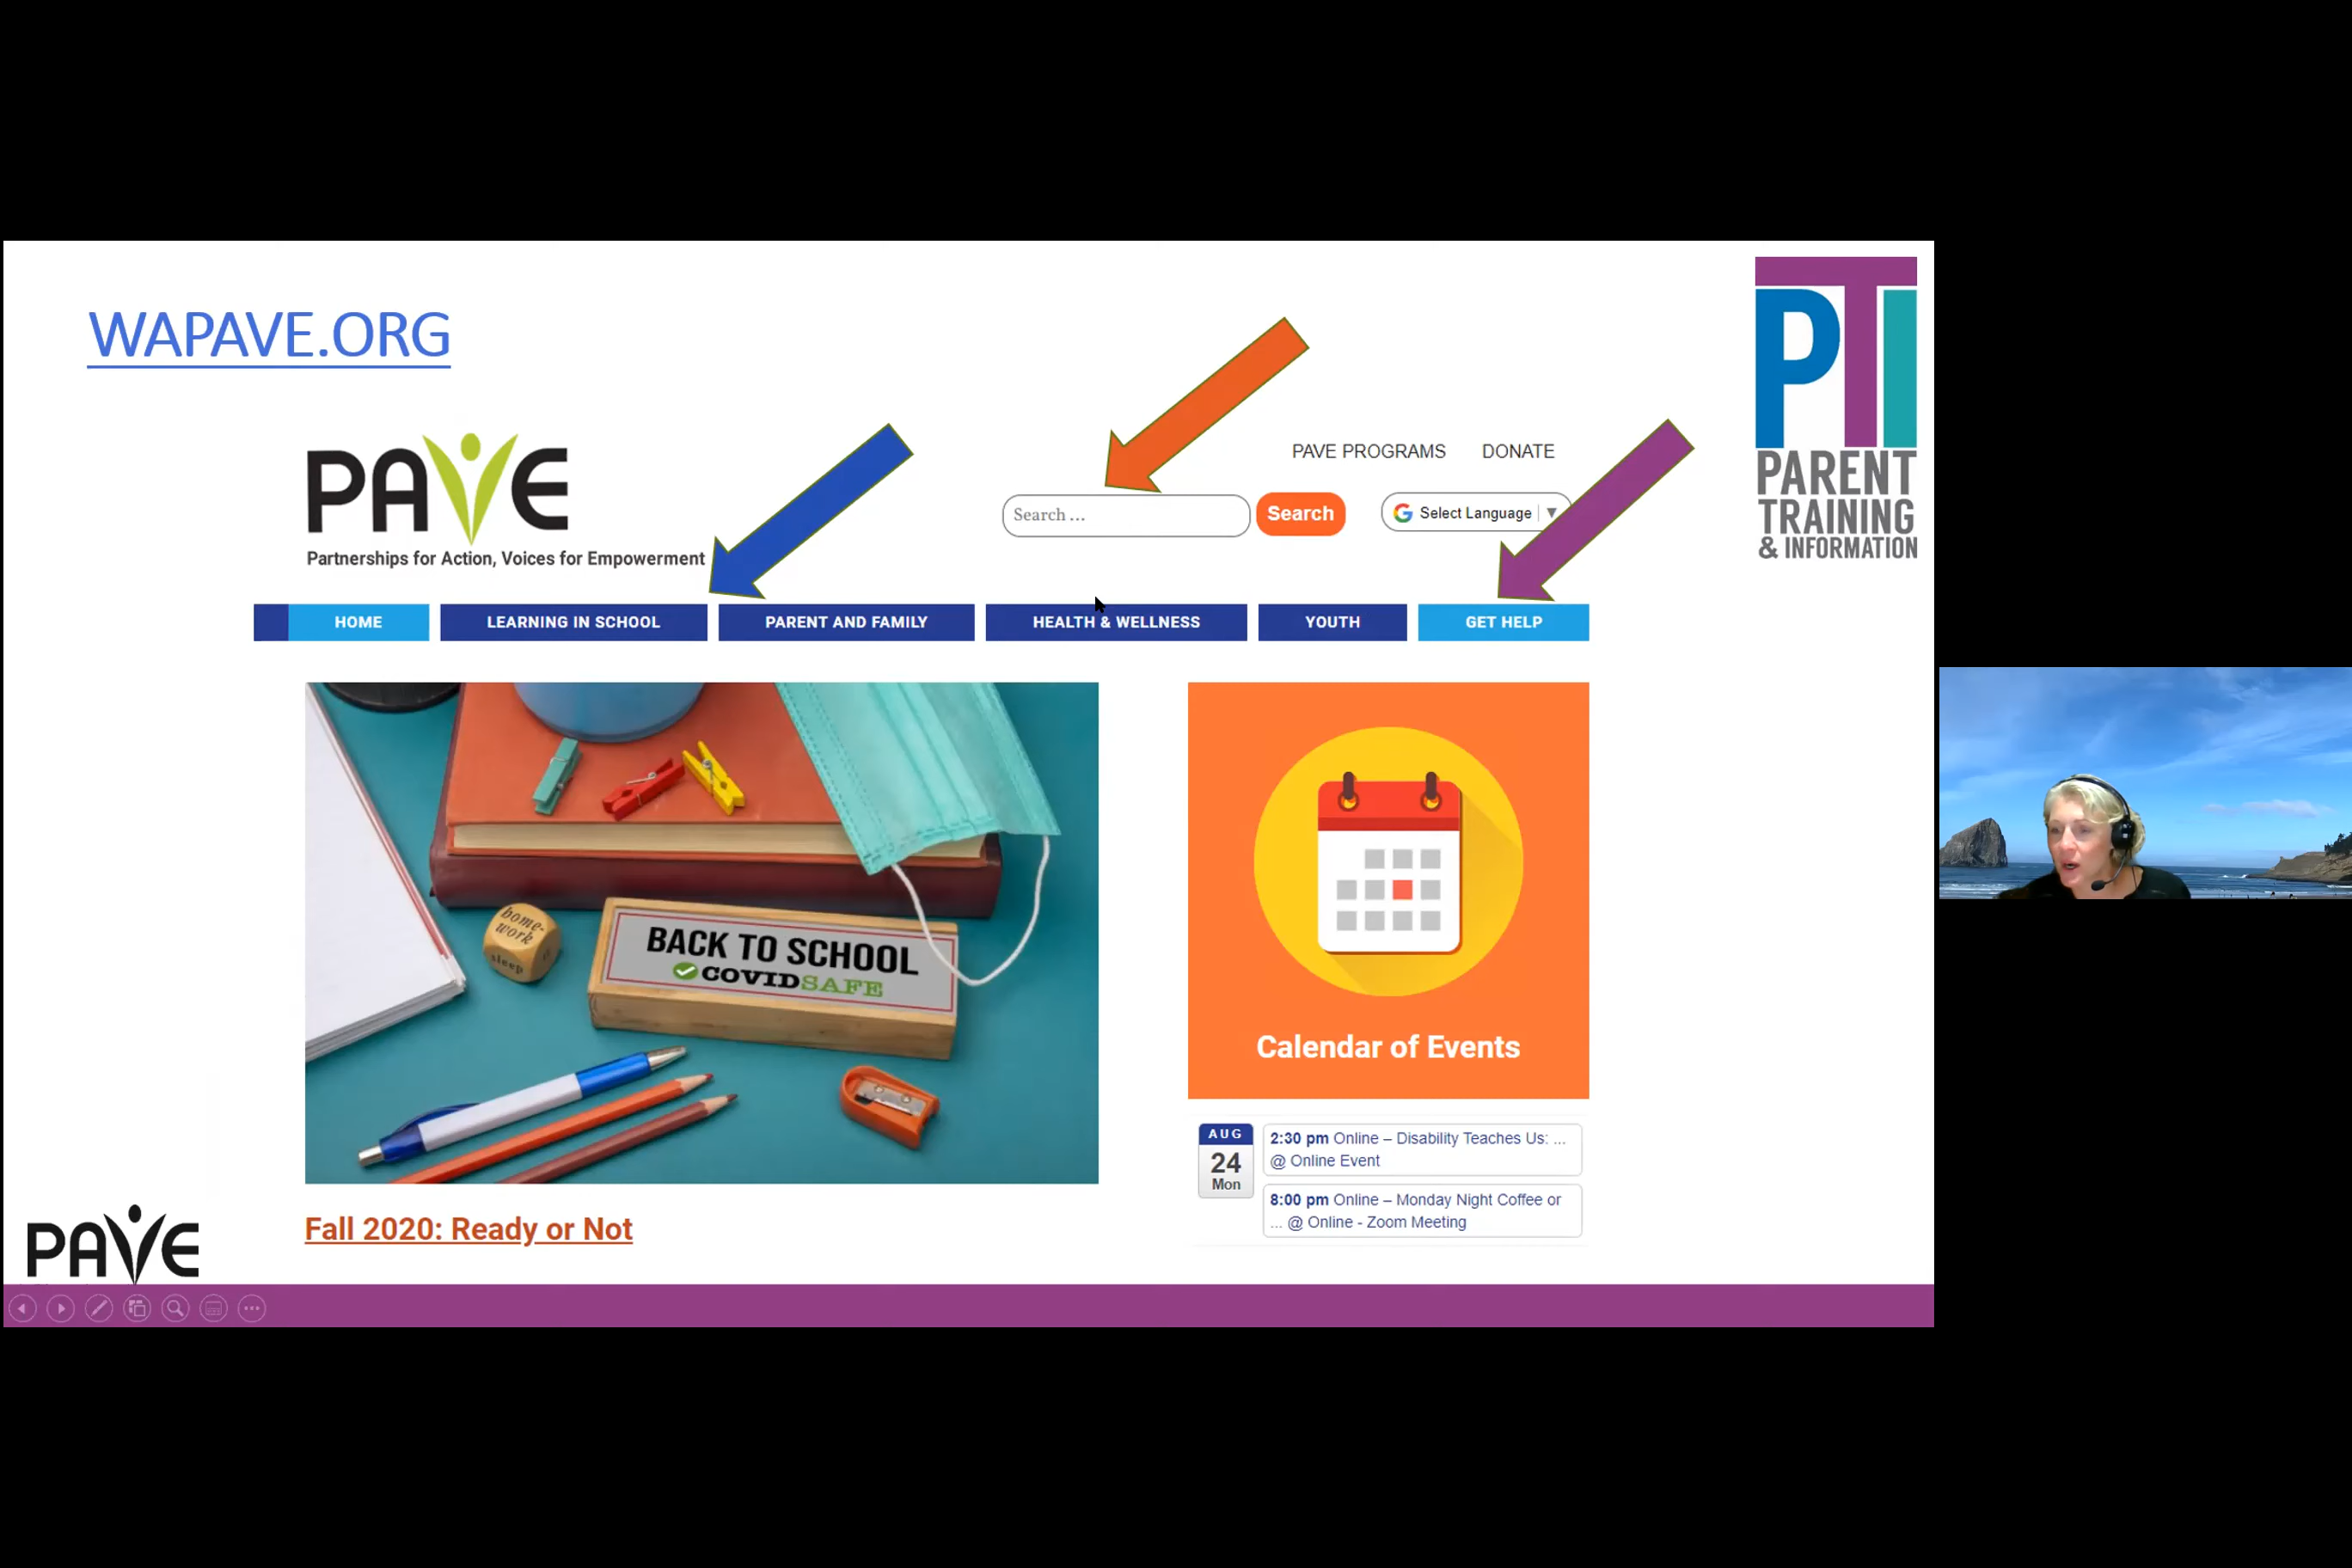 WAPAVE.ORG
PTI
PARENT
TRAINING
& INFORMATION
PAVE
Partnerships for Action, Voices for Empowerment
PAVE PROGRAMS DONATE
Search ... Search Select Language
HOME LEARNING IN SCHOOL PARENT AND FAMILY HEALTH & WELLNESS YOUTH GET HELP
home-
work
sleep
BACK TO SCHOOL
COVIDSAFE
Calendar of Events
AUG
24
Mon
2:30 pm Online – Disability Teaches Us: ...
@ Online Event
8:00 pm Online – Monday Night Coffee or
... @ Online - Zoom Meeting
Fall 2020: Ready or Not
PAVE